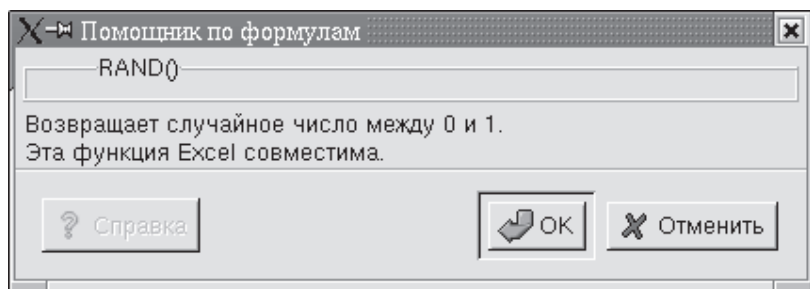 Помощник по формулам
RAND()
Возвращает случайное число между 0 и 1.
Эта функция Excel совместима.
Справка
OK
Отменить